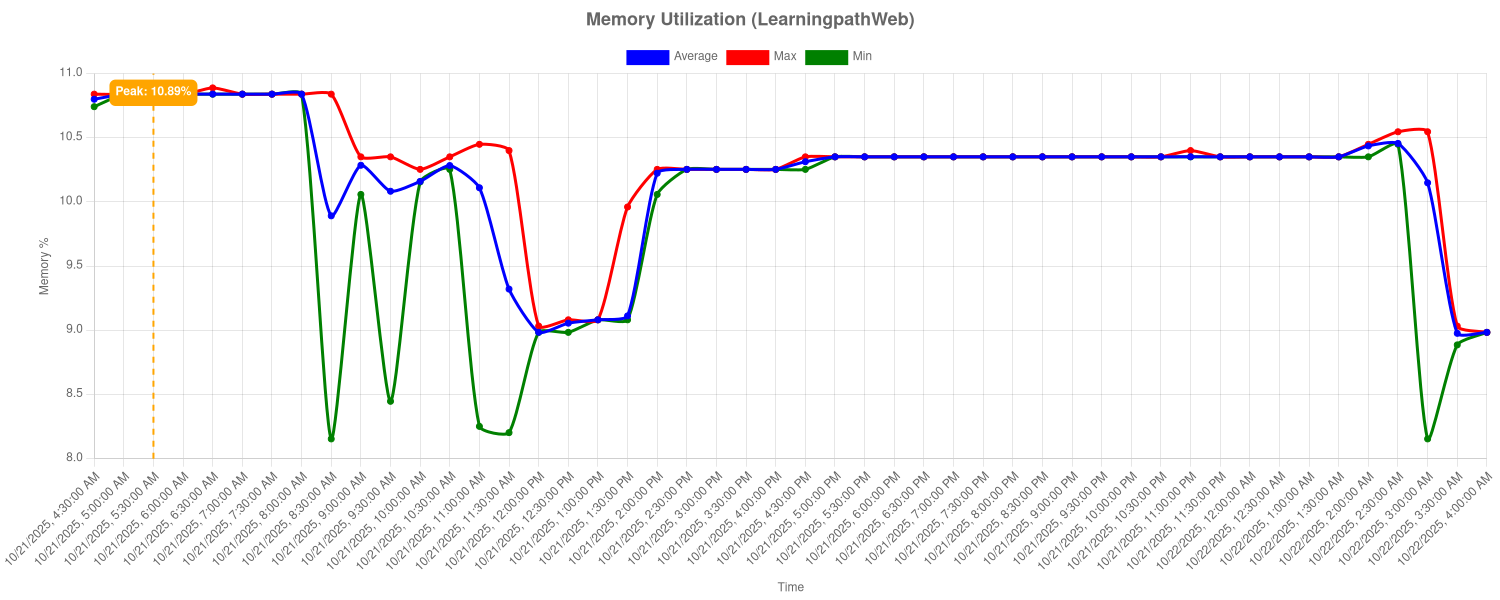 Memory Utilization (LearningpathWeb)
Average Max Min
11.0
Peak: 10.89%
10.5
10.0
9.5
9.0
8.5
8.0
Memory %
10/21/2025, 4:30:00 AM
10/21/2025, 5:00:00 AM
10/21/2025, 5:30:00 AM
10/21/2025, 6:00:00 AM
10/21/2025, 6:30:00 AM
10/21/2025, 7:00:00 AM
10/21/2025, 7:30:00 AM
10/21/2025, 8:00:00 AM
10/21/2025, 8:30:00 AM
10/21/2025, 9:00:00 AM
10/21/2025, 9:30:00 AM
10/21/2025, 10:00:00 AM
10/21/2025, 10:30:00 AM
10/21/2025, 11:00:00 AM
10/21/2025, 11:30:00 AM
10/21/2025, 12:00:00 PM
10/21/2025, 12:30:00 PM
10/21/2025, 1:00:00 PM
10/21/2025, 1:30:00 PM
10/21/2025, 2:00:00 PM
10/21/2025, 2:30:00 PM
10/21/2025, 3:00:00 PM
10/21/2025, 3:30:00 PM
10/21/2025, 4:00:00 PM
10/21/2025, 4:30:00 PM
10/21/2025, 5:00:00 PM
10/21/2025, 5:30:00 PM
10/21/2025, 6:00:00 PM
10/21/2025, 6:30:00 PM
10/21/2025, 7:00:00 PM
10/21/2025, 7:30:00 PM
10/21/2025, 8:00:00 PM
10/21/2025, 8:30:00 PM
10/21/2025, 9:00:00 PM
10/21/2025, 9:30:00 PM
10/21/2025, 10:00:00 PM
10/21/2025, 10:30:00 PM
10/21/2025, 11:00:00 PM
10/21/2025, 11:30:00 PM
10/22/2025, 12:00:00 AM
10/22/2025, 12:30:00 AM
10/22/2025, 1:00:00 AM
10/22/2025, 1:30:00 AM
10/22/2025, 2:00:00 AM
10/22/2025, 2:30:00 AM
10/22/2025, 3:00:00 AM
10/22/2025, 3:30:00 AM
10/22/2025, 4:00:00 AM
Time